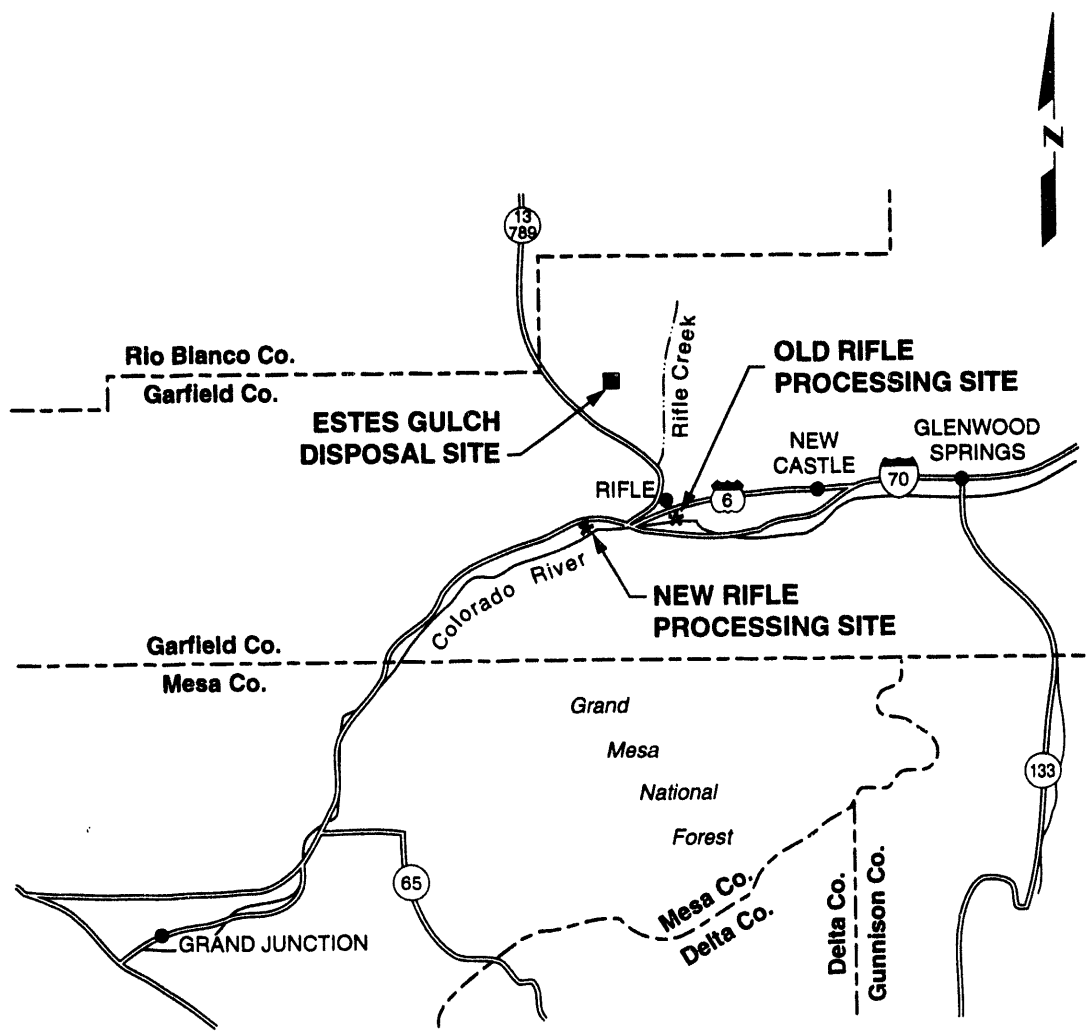 N
13
789
Rio Blanco Co.
Garfield Co.
Rifle Creek
OLD RIFLE
PROCESSING SITE
ESTES GULCH
DISPOSAL SITE
NEW
CASTLE
GLENWOOD
SPRINGS
RIFLE
6
70
Colorado River
NEW RIFLE
PROCESSING SITE
Garfield Co.
Mesa Co.
Grand
Mesa
National
Forest
133
65
Mesa Co.
Delta Co.
Delta Co.
Gunnison Co.
GRAND JUNCTION